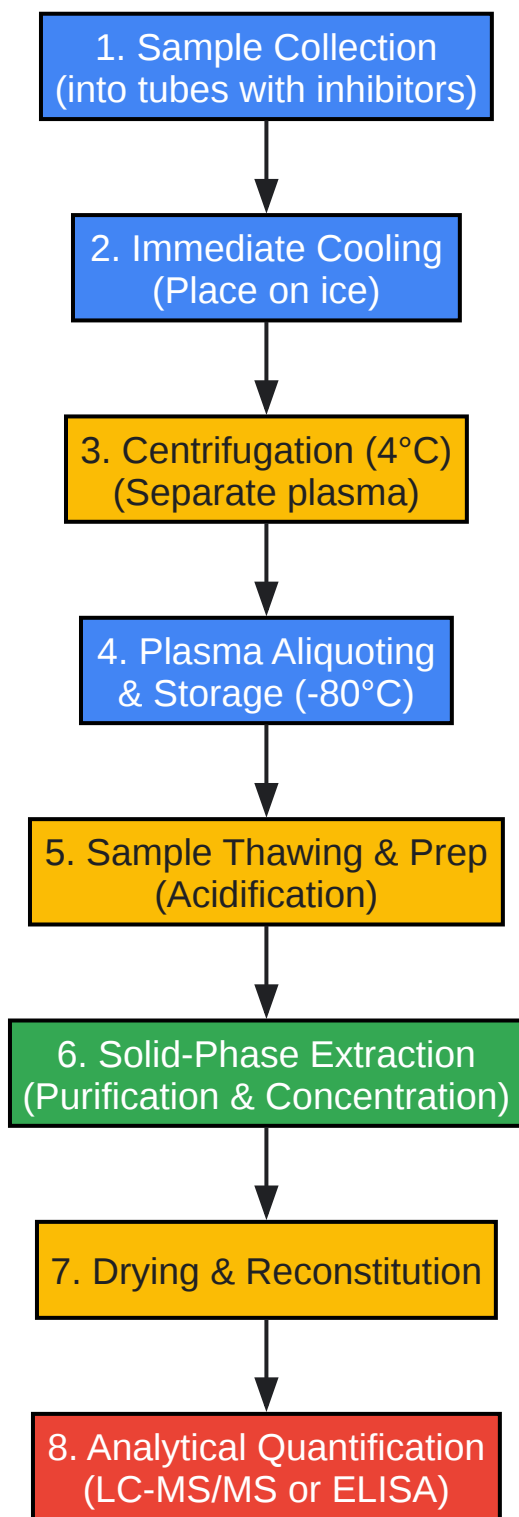 1. Sample Collection
(into tubes with inhibitors)
2. Immediate Cooling
(Place on ice)
3. Centrifugation (4°C)
(Separate plasma)
4. Plasma Aliquoting
& Storage (-80°C)
5. Sample Thawing & Prep
(Acidification)
6. Solid-Phase Extraction
(Purification & Concentration)
7. Drying & Reconstitution
8. Analytical Quantification
(LC-MS/MS or ELISA)